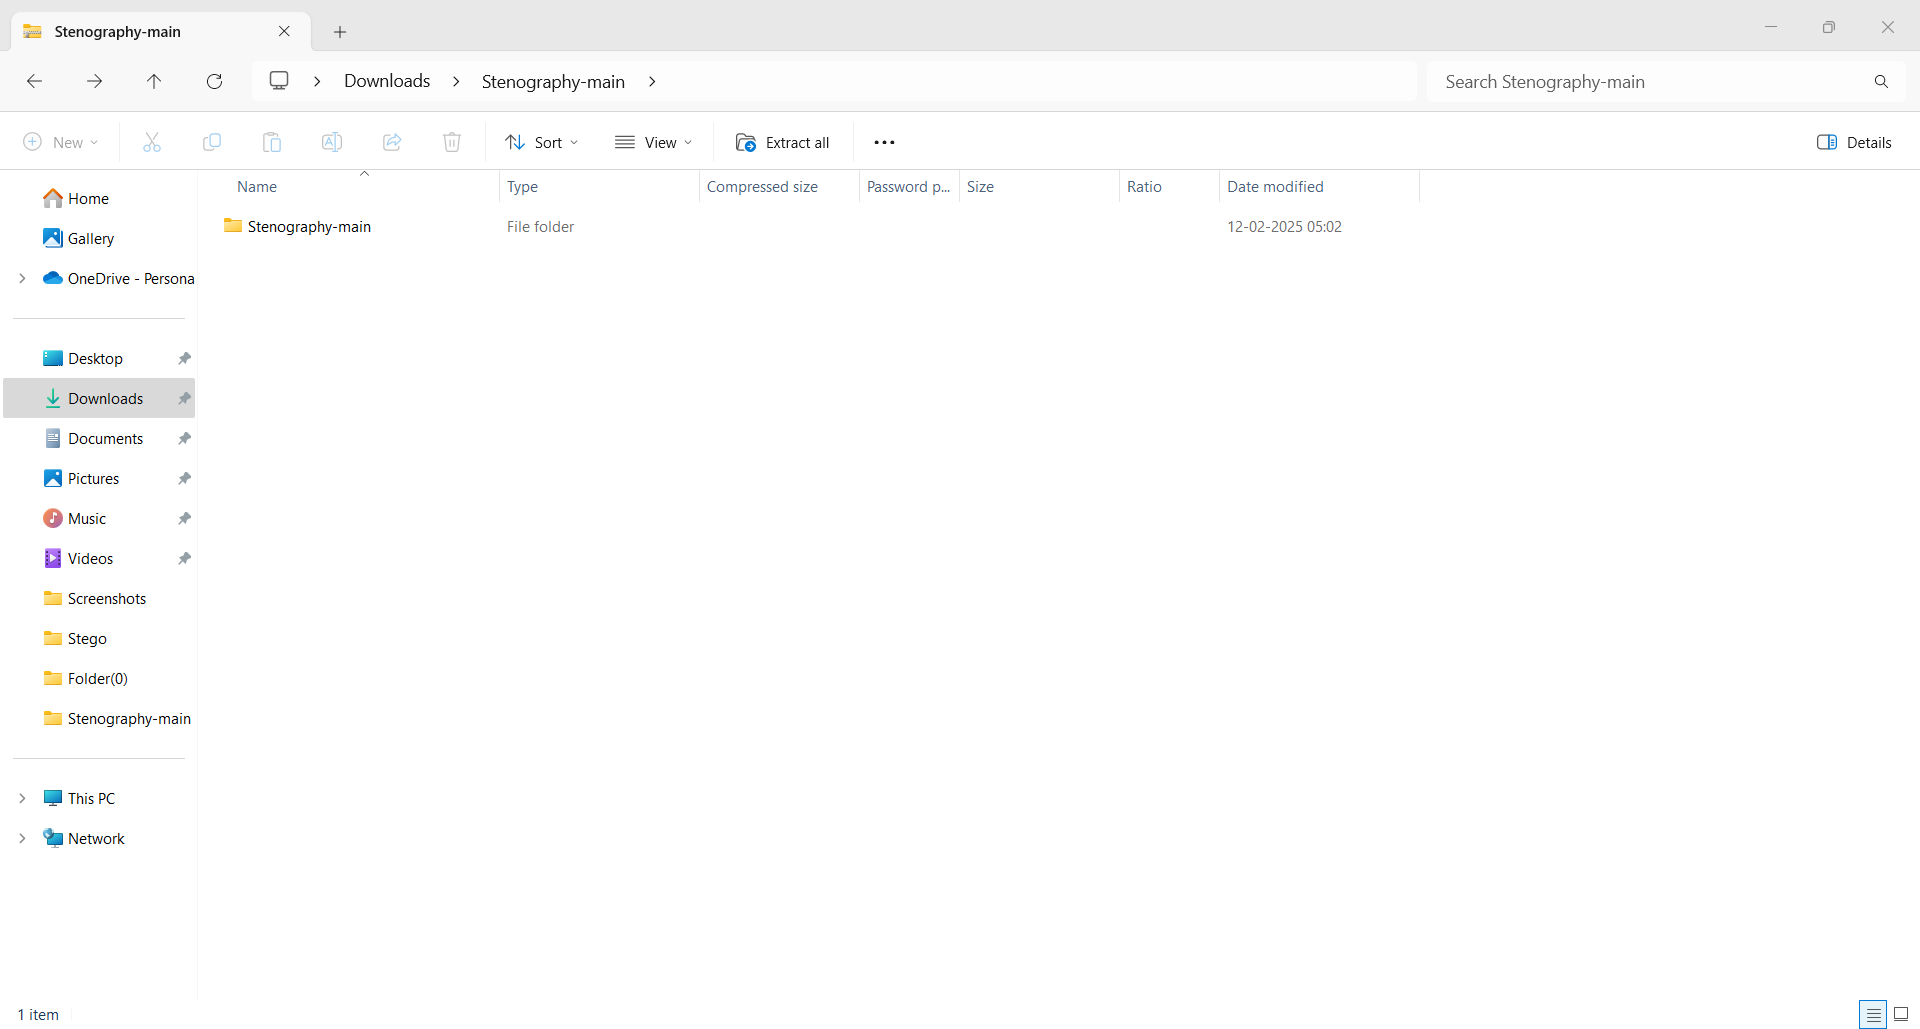 Stenography-main
Downloads
Stenography-main
Search Stenography-main
New
Sort
View
Extract all
Details
Name
Type
Compressed size
Password p...
Size
Ratio
Date modified
Stenography-main
File folder
12-02-2025 05:02
Home
Gallery
OneDrive - Persona
Desktop
Downloads
Documents
Pictures
Music
Videos
Screenshots
Stego
Folder(0)
Stenography-main
This PC
Network
1 item